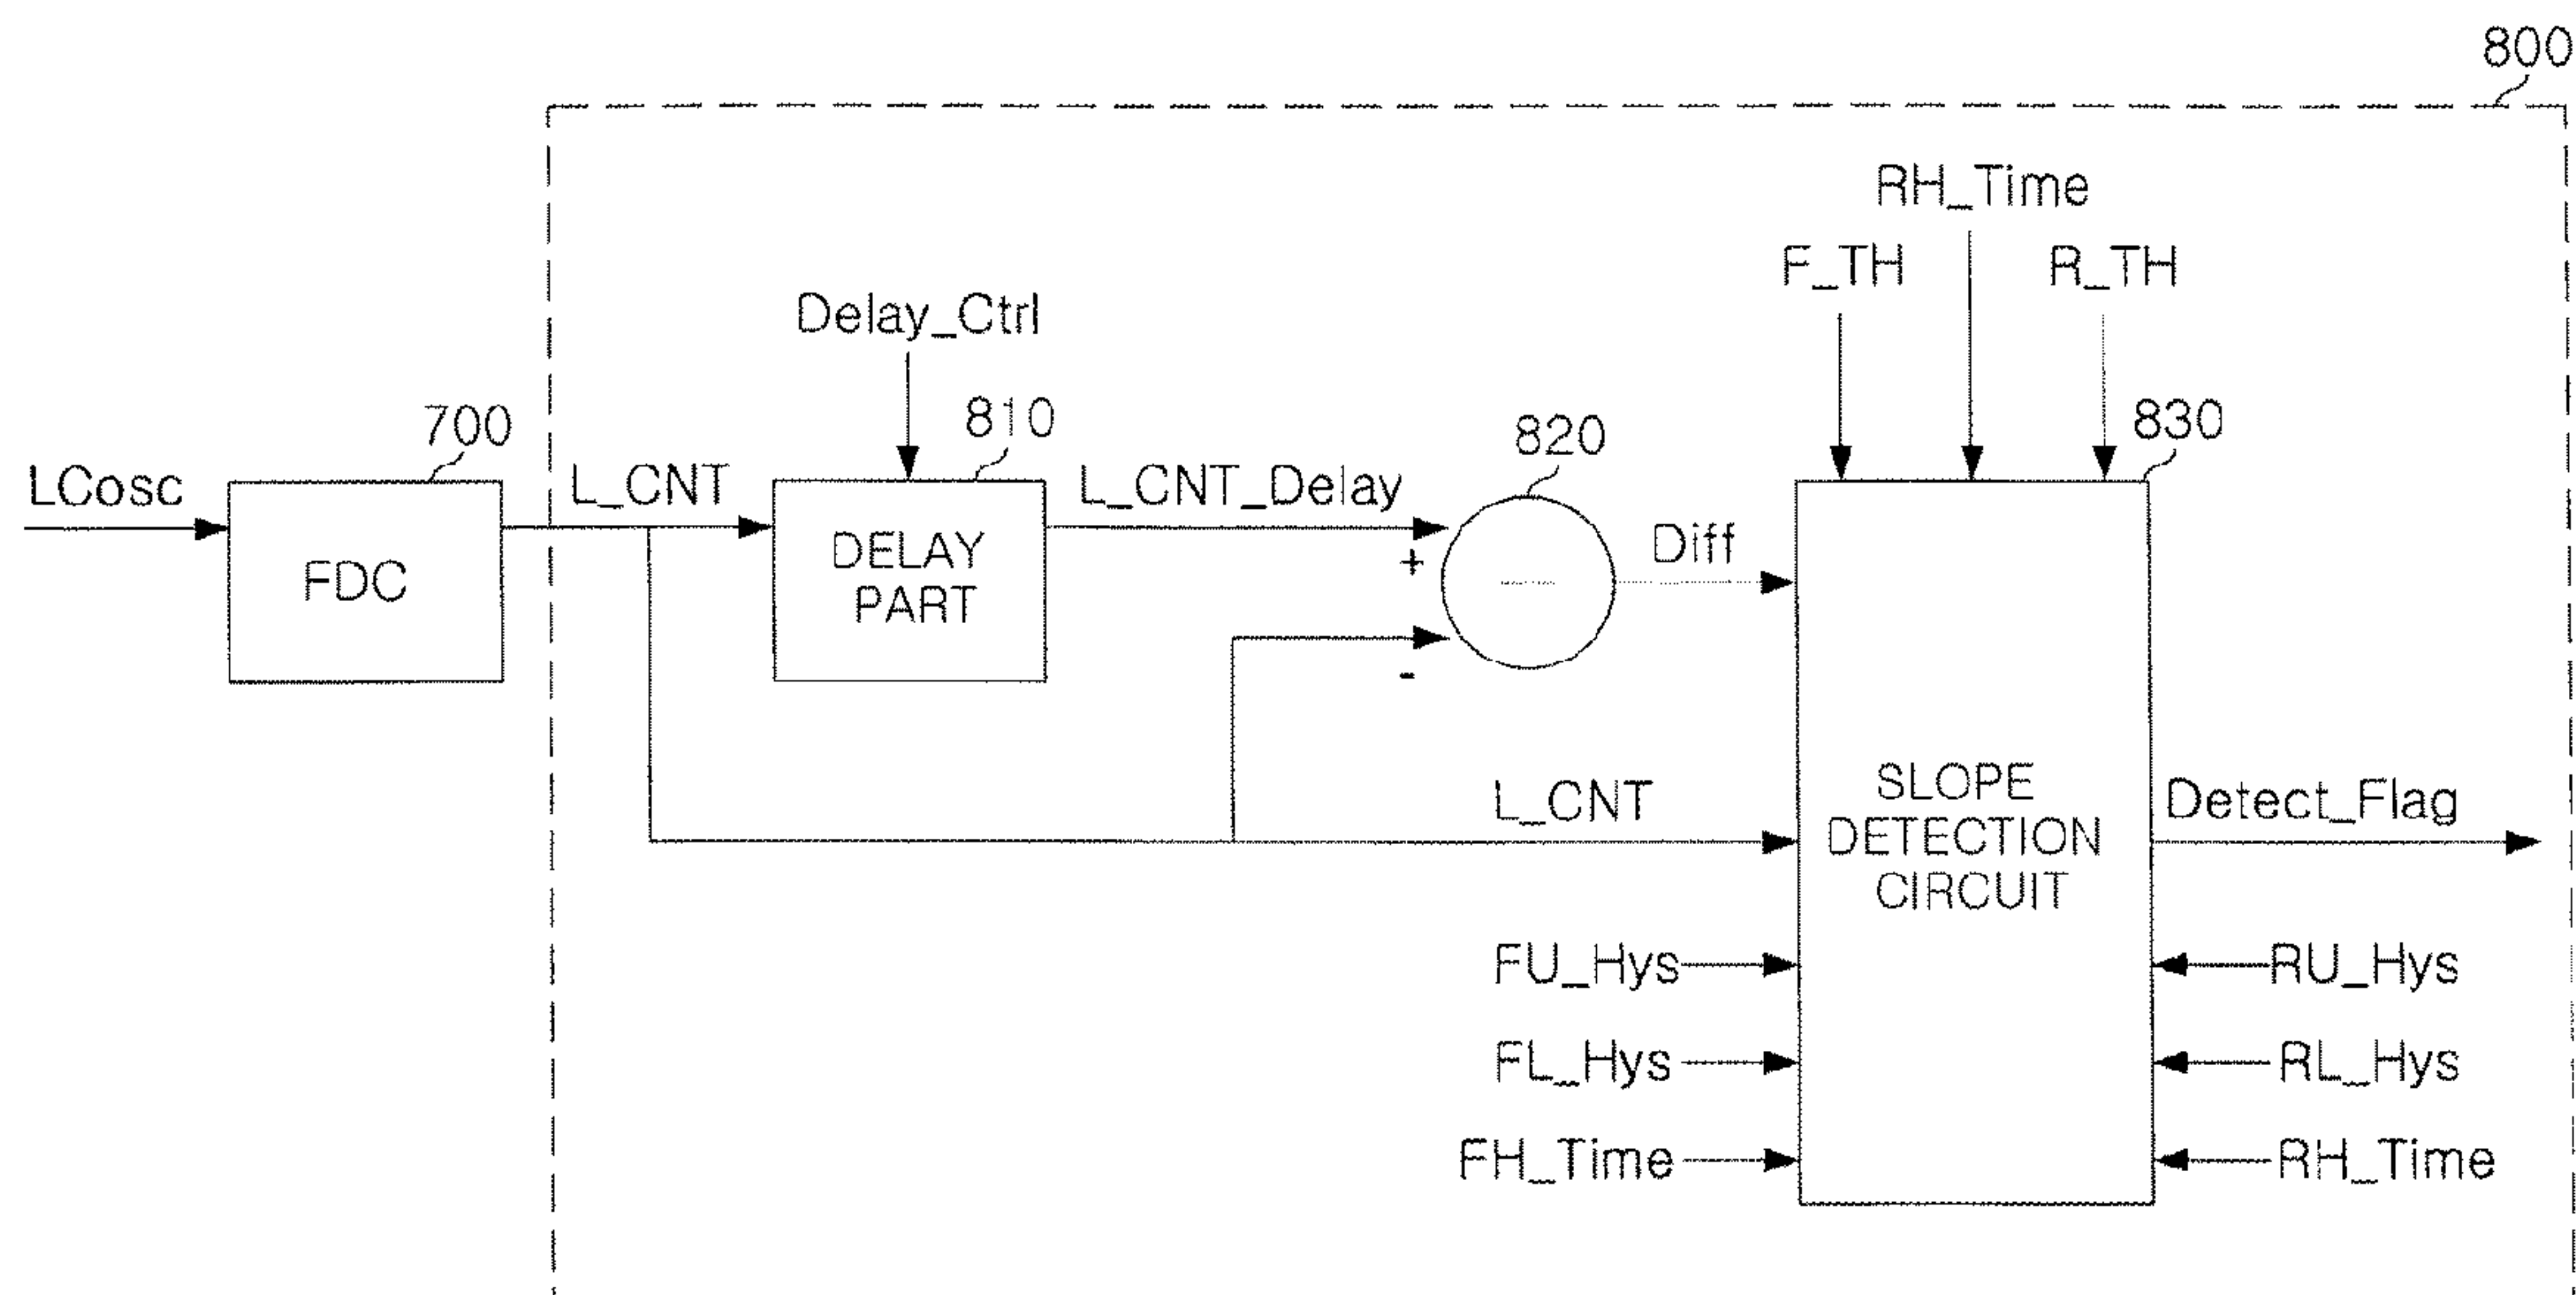 800
RH_Time
F_TH
R_TH
Delay_Ctrl
700
810
820
830
LCosc
L_CNT
L_CNT_Delay
Diff
FDC
DELAY
PART
+
-
L_CNT
SLOPE
DETECTION
CIRCUIT
Detect_Flag
FU_Hys
RU_Hys
FL_Hys
RL_Hys
FH_Time
RH_Time